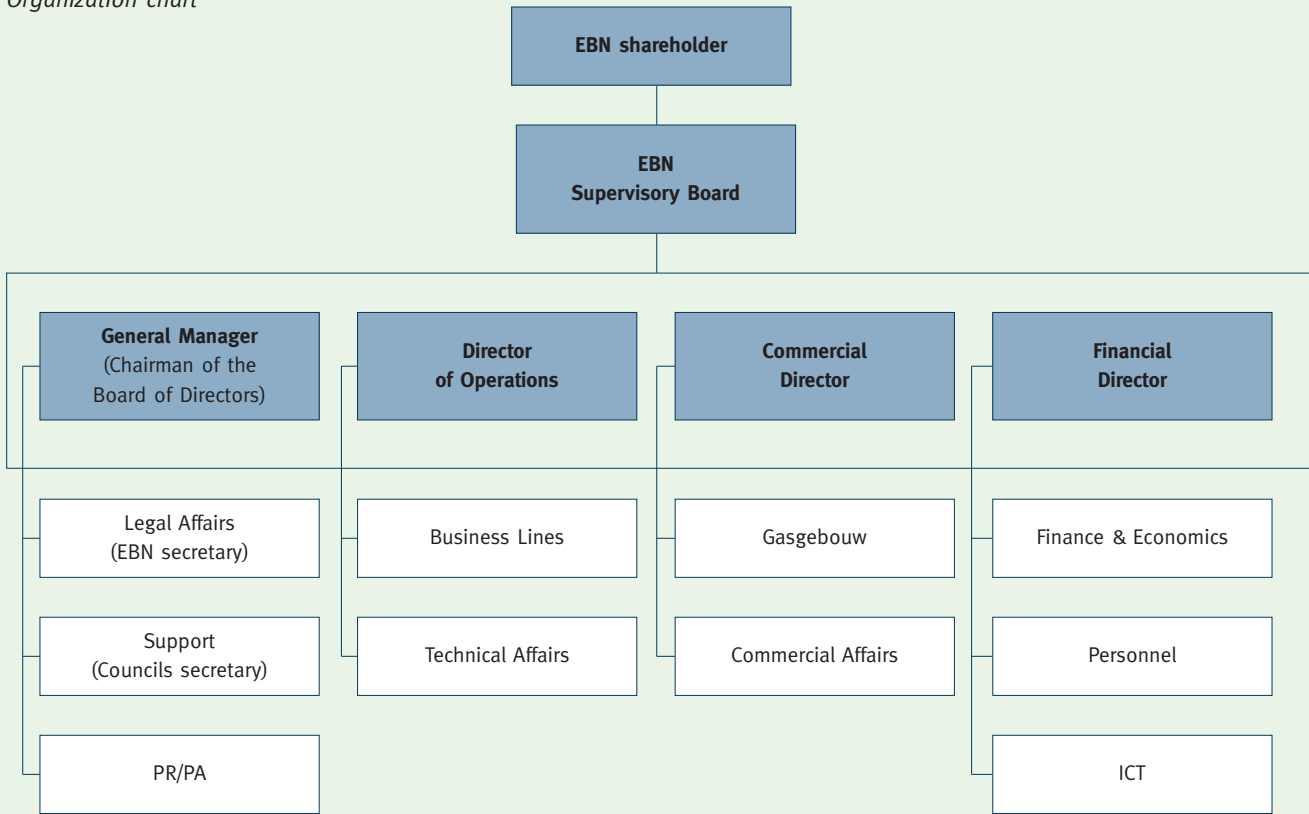 Organization chart
EBN shareholder
EBN
Supervisory Board
General Manager
(Chairman of the
Board of Directors)
Director
of Operations
Commercial
Director
Financial
Director
Legal Affairs
(EBN secretary)
Business Lines
Gasgebouw
Finance & Economics
Support
(Councils secretary)
Technical Affairs
Commercial Affairs
Personnel
PR/PA
ICT